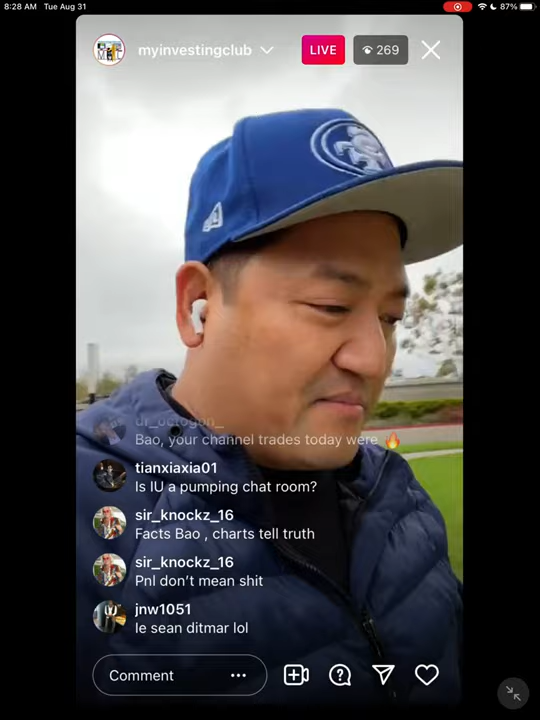 8:28 AM Tue Aug 31
87%
myinvestingclub
LIVE
269
dr_octogon_
Bao, your channel trades today were 🔥
tianxiaxia01
Is IU a pumping chat room?
sir_knockz_16
Facts Bao , charts tell truth
sir_knockz_16
Pnl don't mean shit
jnw1051
le sean ditmar lol
Comment